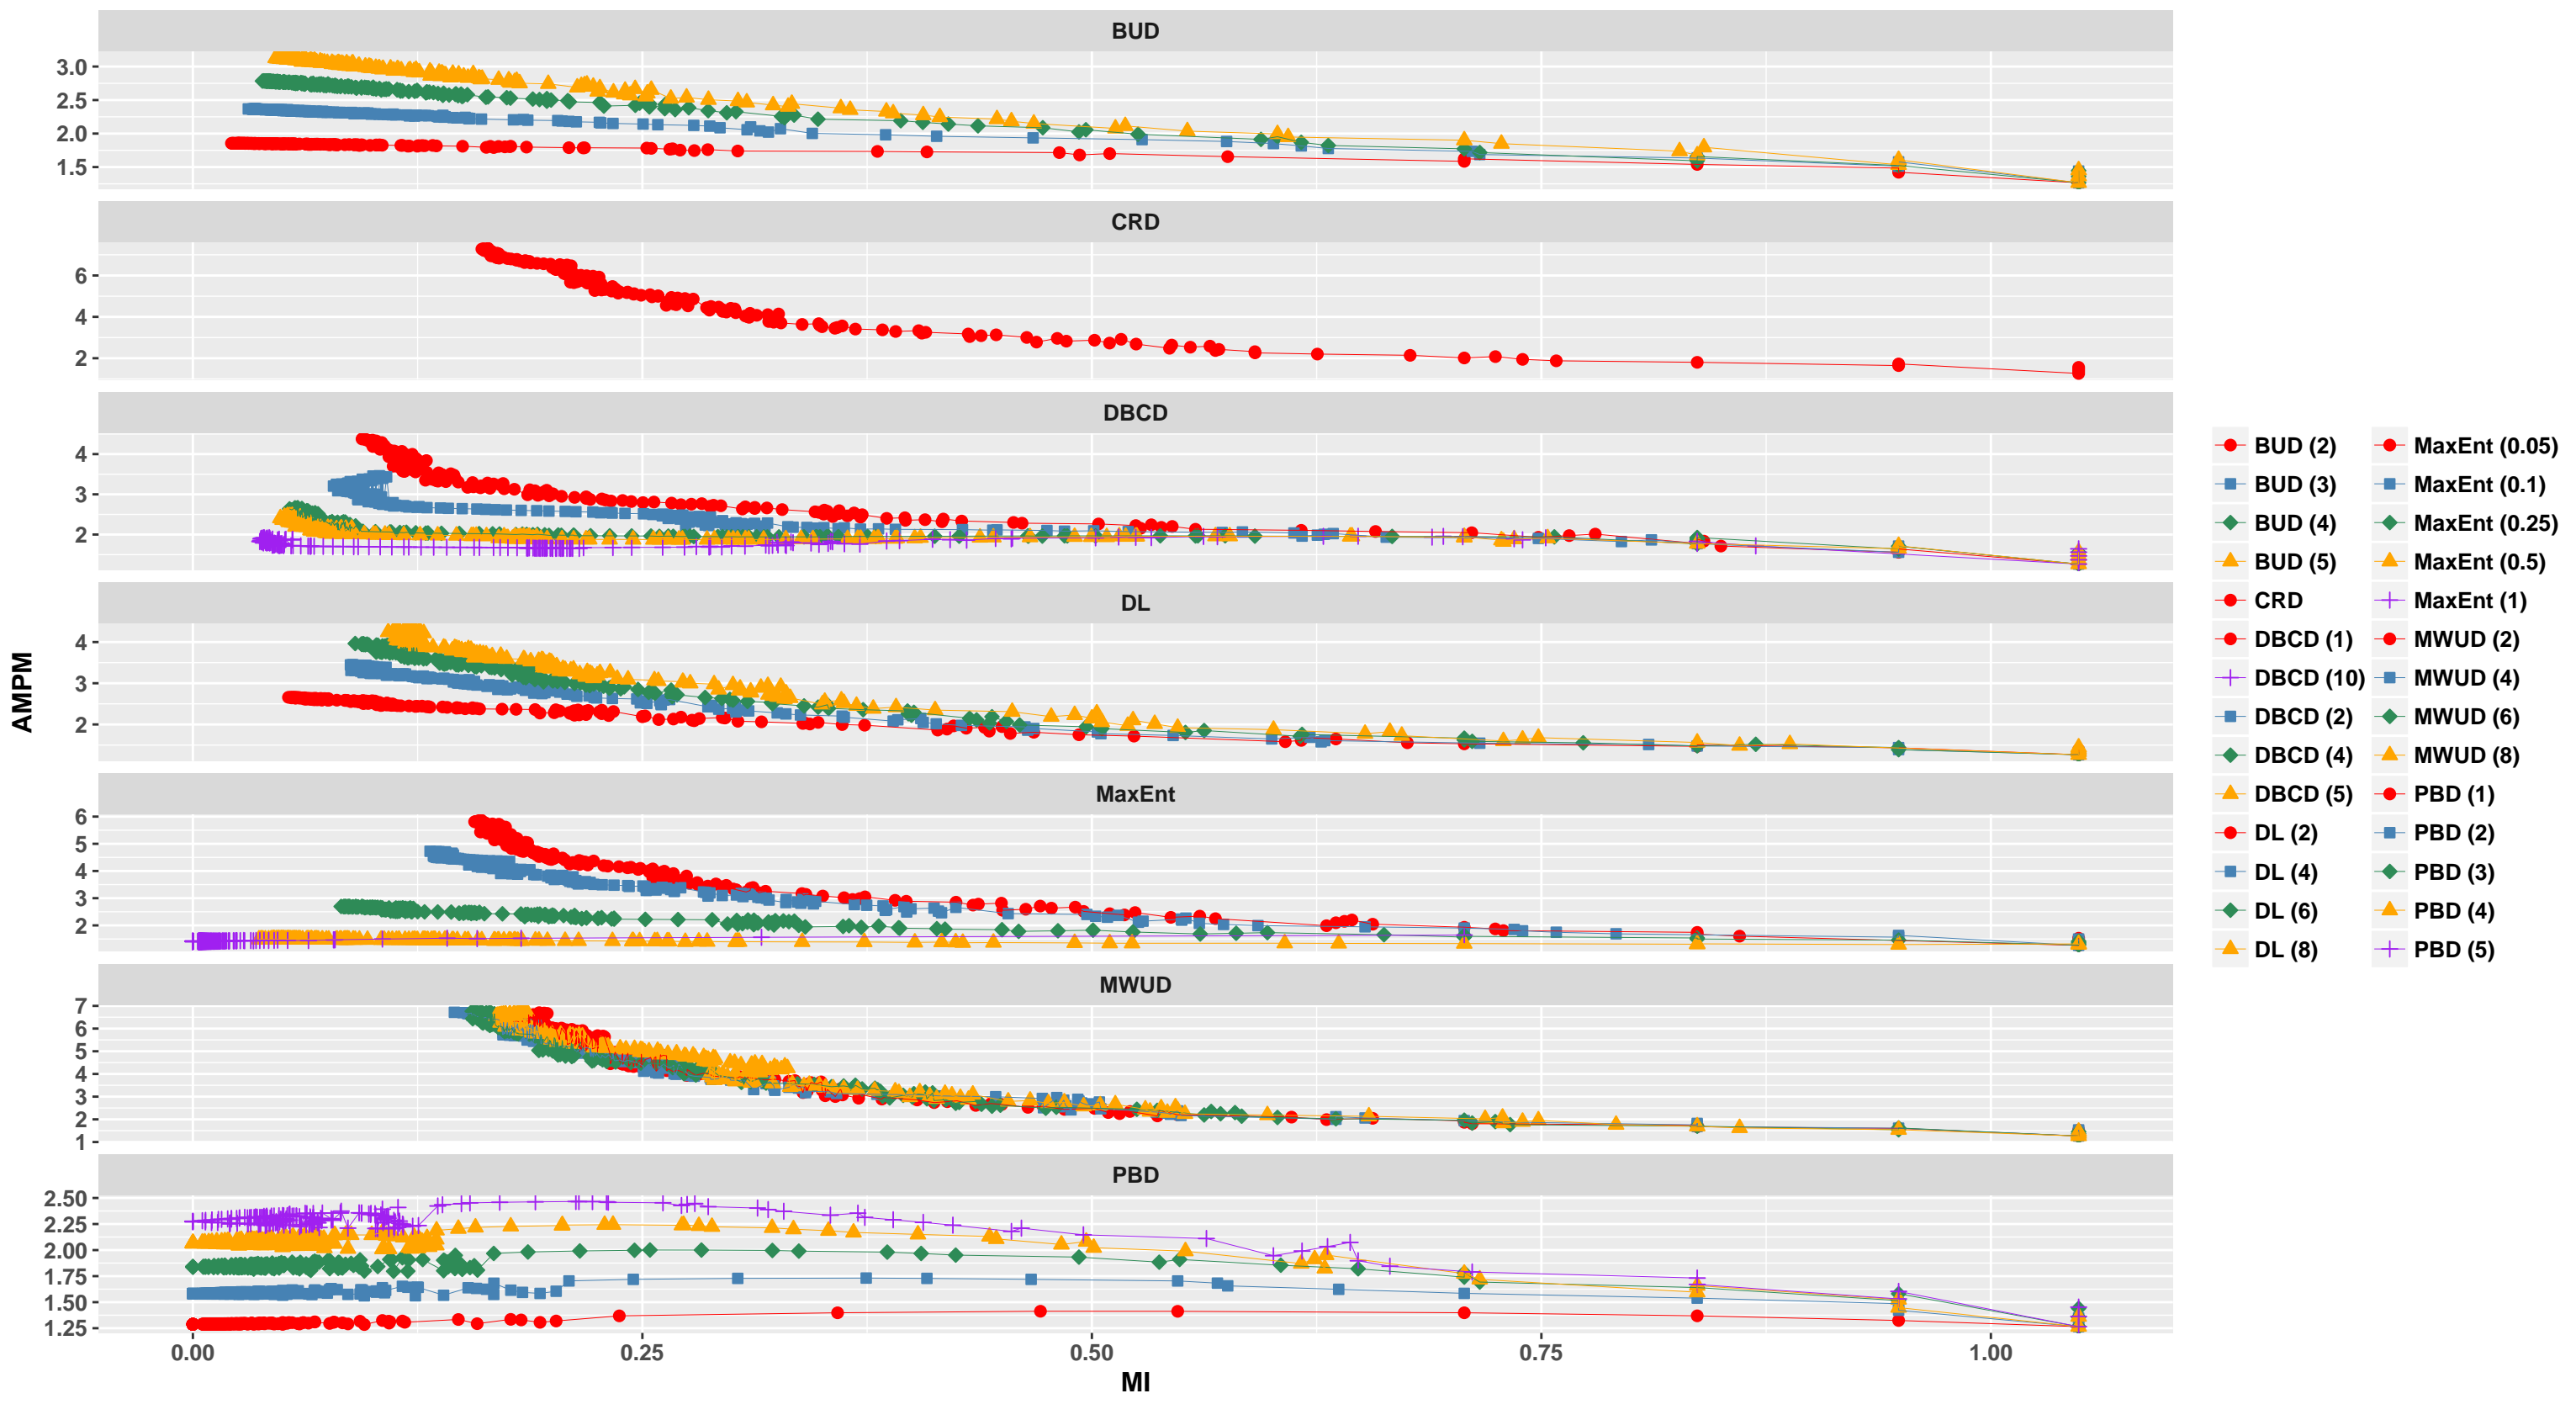 BUD
3.0
2.5
2.0
1.5
CRD
6
4
2
DBCD
4
3
2
DL
4
3
2
MaxEnt
6
5
4
3
2
MWUD
7
6
5
4
3
2
1
PBD
2.50
2.25
2.00
1.75
1.50
1.25
0.00 0.25 0.50 0.75 1.00
MI
AMPM
BUD (2) MaxEnt (0.05)
BUD (3) MaxEnt (0.1)
BUD (4) MaxEnt (0.25)
BUD (5) MaxEnt (0.5)
CRD MaxEnt (1)
DBCD (1) MWUD (2)
DBCD (10) MWUD (4)
DBCD (2) MWUD (6)
DBCD (4) MWUD (8)
DBCD (5) PBD (1)
DL (2) PBD (2)
DL (4) PBD (3)
DL (6) PBD (4)
DL (8) PBD (5)